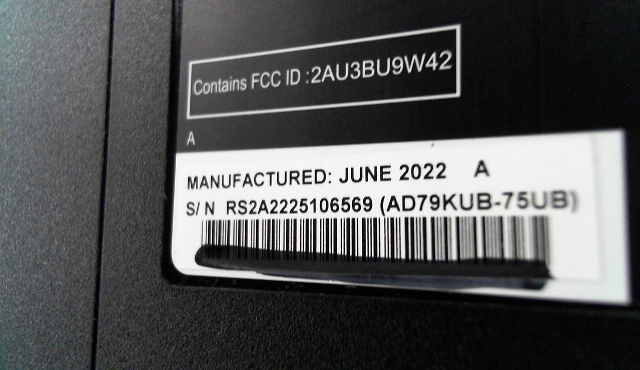 Contains FCC ID :2AU3BU9W42
A
MANUFACTURED: JUNE 2022 A
S/ N RS2A2225106569 (AD79KUB-75UB)